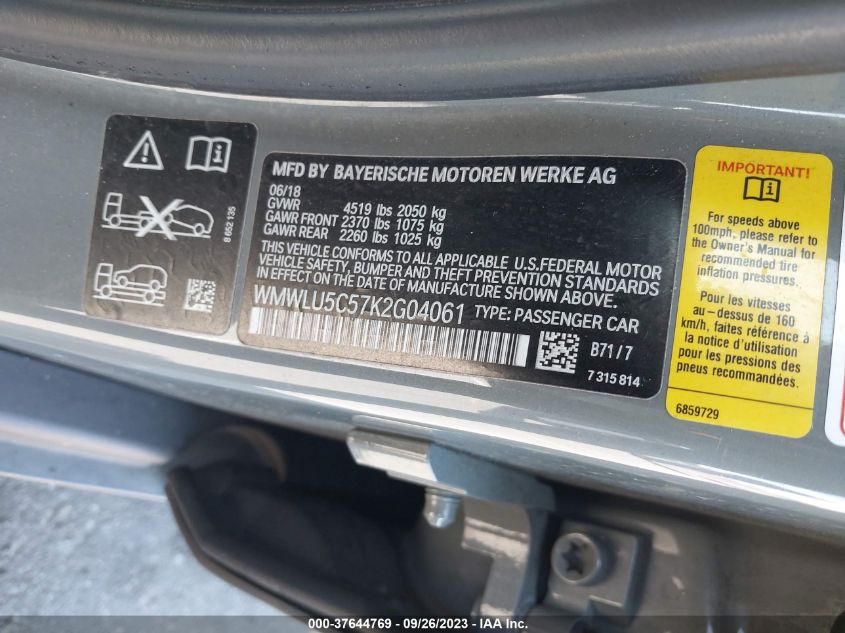 8 652 135
MFD BY BAYERISCHE MOTOREN WERKE AG
06/18
GVWR 4519 lbs 2050 kg
GAWR FRONT 2370 lbs 1075 kg
GAWR REAR 2260 lbs 1025 kg
THIS VEHICLE CONFORMS TO ALL APPLICABLE U.S.FEDERAL MOTOR
VEHICLE SAFETY, BUMPER AND THEFT PREVENTION STANDARDS
IN EFFECT ON THE DATE OF MANUFACTURE SHOWN ABOVE.
WMWLU5C57K2G04061 TYPE: PASSENGER CAR
B71/7
7 315 814
IMPORTANT!
For speeds above
100mph, please refer to
the Owner's Manual for
recommended tire
inflation pressures.
Pour les vitesses
au-dessus de 160
km/h, faites référence à
la notice d'utilisation
pour les pressions des
pneus recommandées.
6859729
000-37644769 - 09/26/2023 - IAA Inc.